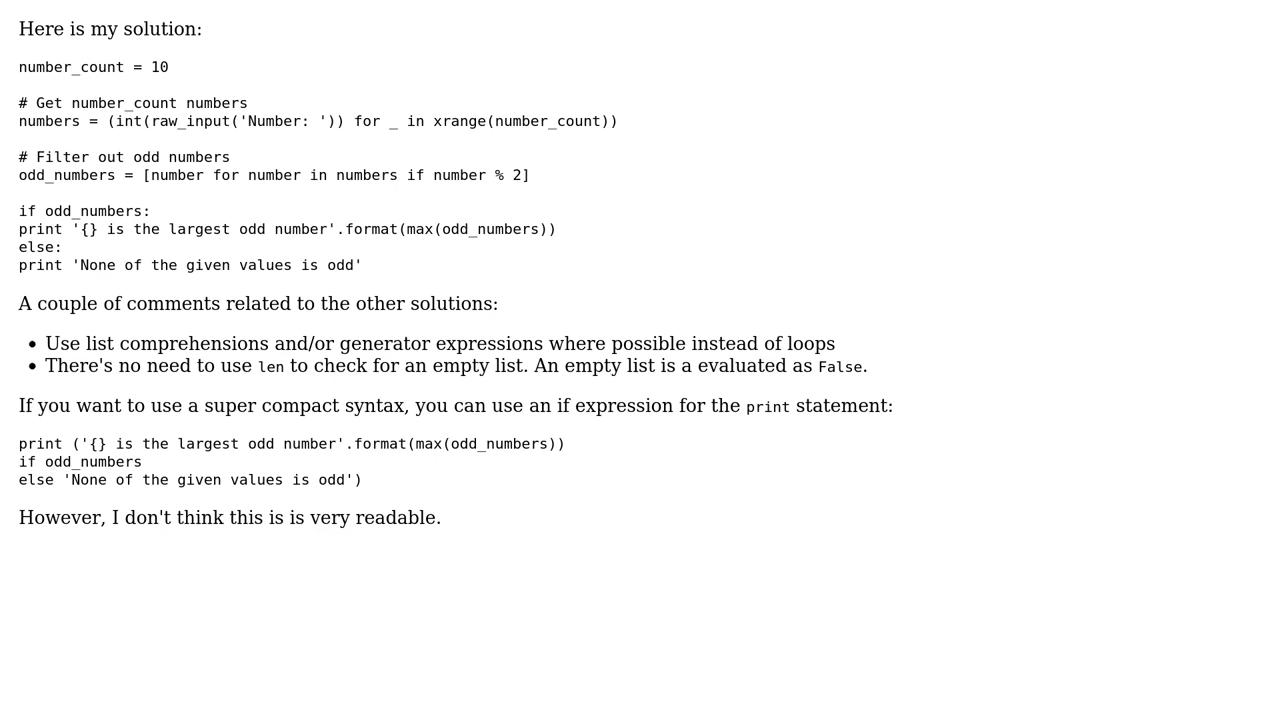 Here is my solution:
number_count = 10
# Get number_count numbers
numbers = (int(raw_input('Number: ')) for _ in xrange(number_count))
# Filter out odd numbers
odd_numbers = [number for number in numbers if number % 2]
if odd_numbers:
print '{} is the largest odd number'.format(max(odd_numbers))
else:
print 'None of the given values is odd'
A couple of comments related to the other solutions:
• Use list comprehensions and/or generator expressions where possible instead of loops
• There's no need to use len to check for an empty list. An empty list is a evaluated as False.
If you want to use a super compact syntax, you can use an if expression for the print statement:
print ('{} is the largest odd number'.format(max(odd_numbers))
if odd_numbers
else 'None of the given values is odd')
However, I don't think this is is very readable.